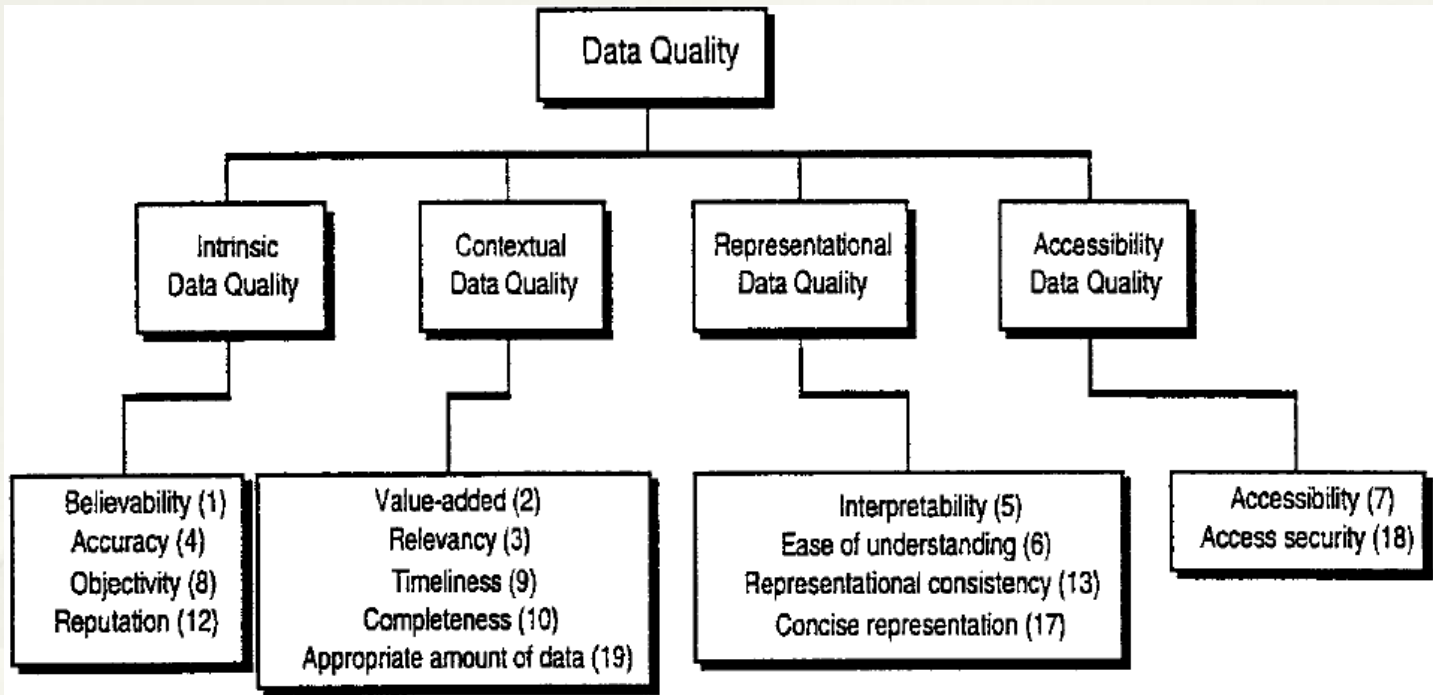 Data Quality
Intrinsic
Data Quality
Contextual
Data Quality
Representational
Data Quality
Accessibility
Data Quality
Believability (1)
Accuracy (4)
Objectivity (8)
Reputation (12)
Value-added (2)
Relevancy (3)
Timeliness (9)
Completeness (10)
Appropriate amount of data (19)
Interpretability (5)
Ease of understanding (6)
Representational consistency (13)
Concise representation (17)
Accessibility (7)
Access security (18)